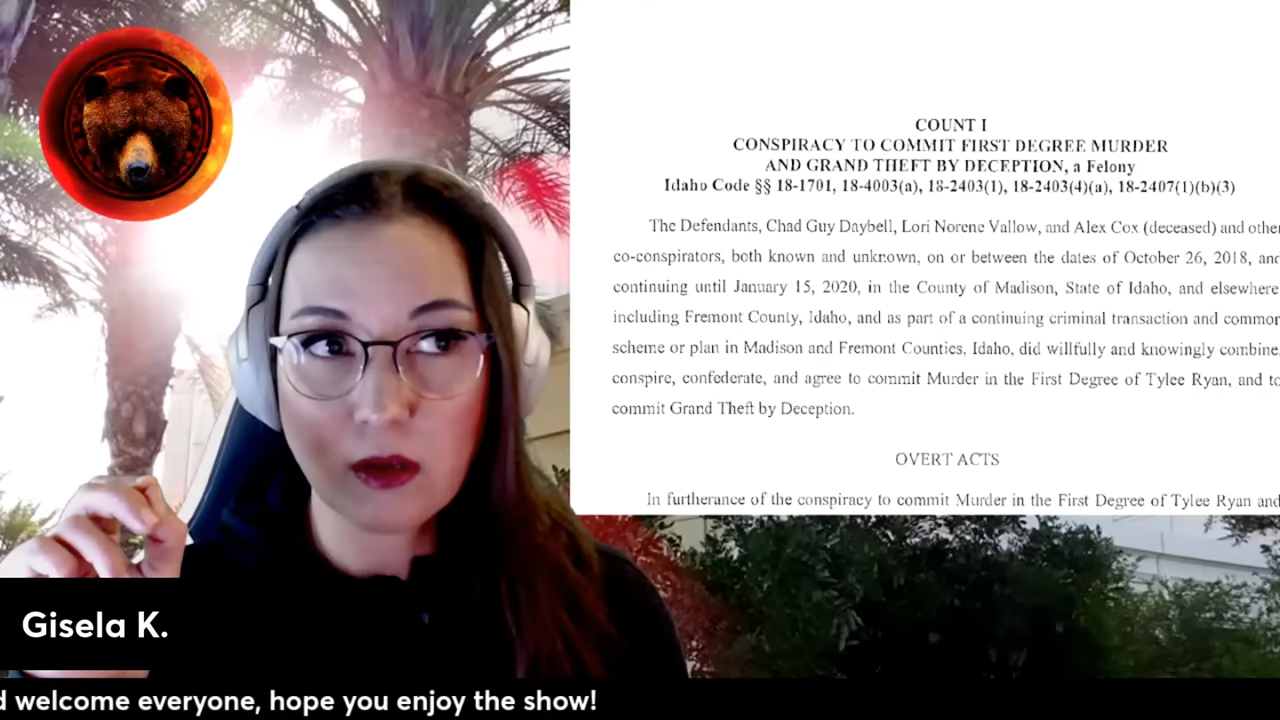 COUNT I
CONSPIRACY TO COMMIT FIRST DEGREE MURDER
AND GRAND THEFT BY DECEPTION, a Felony
Idaho Code §§ 18-1701, 18-4003(a), 18-2403(1), 18-2403(4)(a), 18-2407(1)(b)(3)
The Defendants, Chad Guy Daybell, Lori Norene Vallow, and Alex Cox (deceased) and other
co-conspirators, both known and unknown, on or between the dates of October 26, 2018, and
continuing until January 15, 2020, in the County of Madison, State of Idaho, and elsewhere
including Fremont County, Idaho, and as part of a continuing criminal transaction and common
scheme or plan in Madison and Fremont Counties, Idaho, did willfully and knowingly combine,
conspire, confederate, and agree to commit Murder in the First Degree of Tylee Ryan, and to
commit Grand Theft by Deception.
OVERT ACTS
In furtherance of the conspiracy to commit Murder in the First Degree of Tylee Ryan and
Gisela K.
d welcome everyone, hope you enjoy the show!